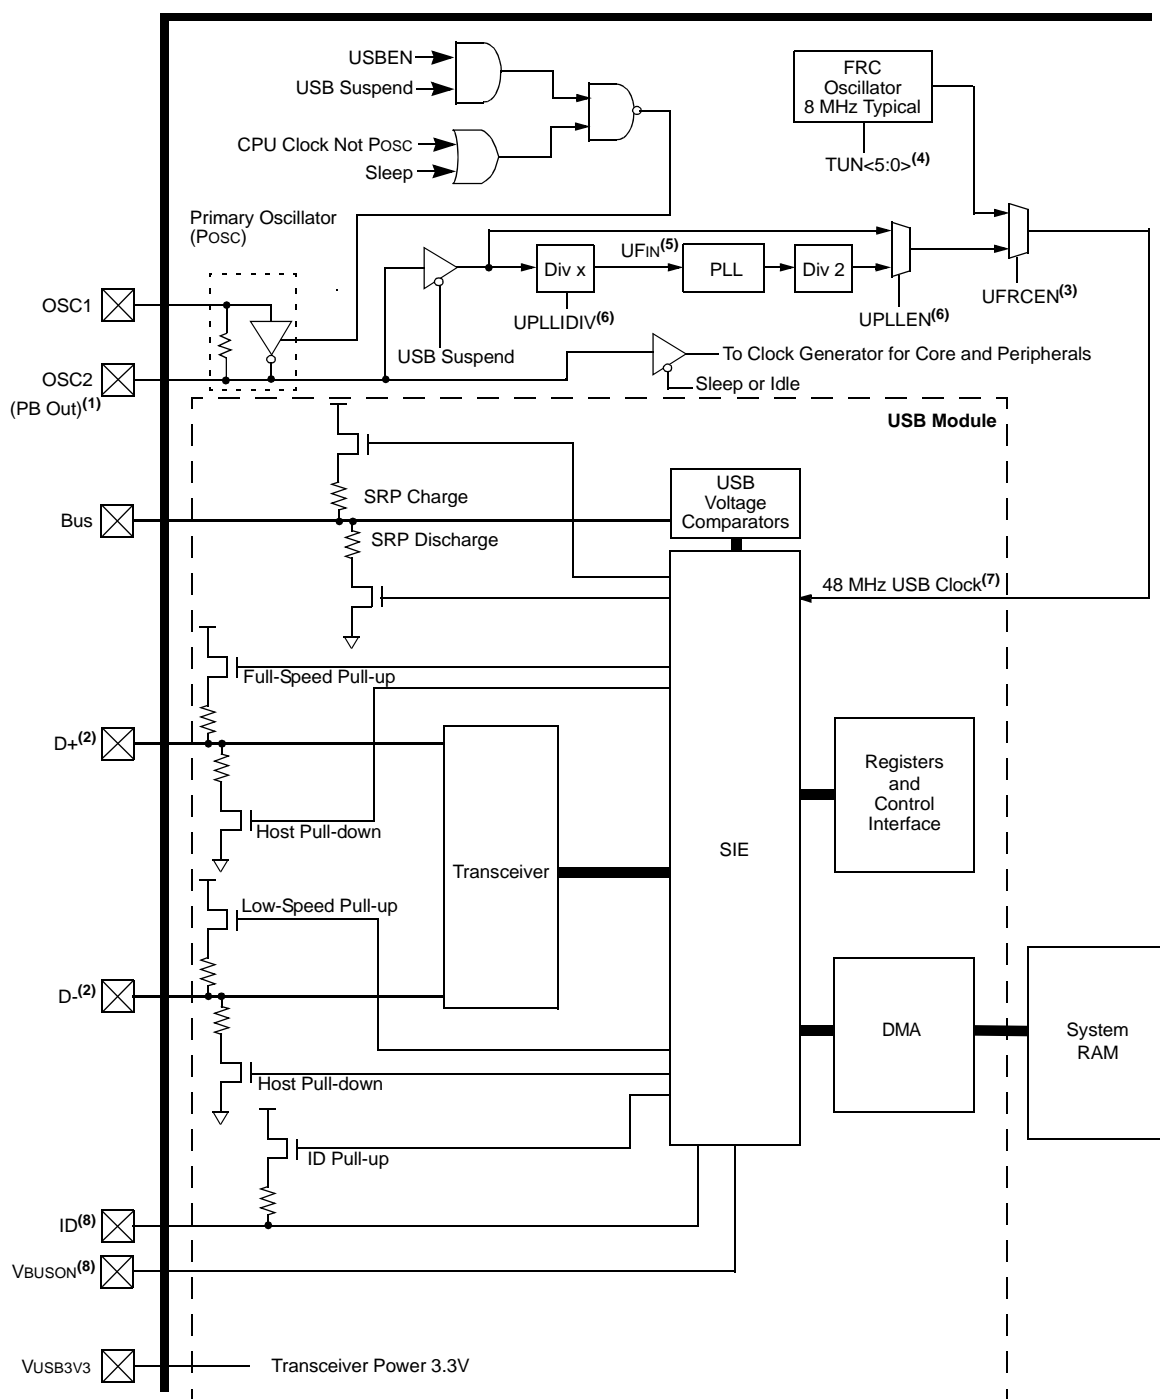 USBEN
USB Suspend
CPU Clock Not POSC
Sleep
FRC
Oscillator
8 MHz Typical
TUN<5:0>(4)
Primary Oscillator
(POSC)
UFIN(5)
Div x
PLL
Div 2
UFRCEN(3)
OSC1
UPLLIDIV(6)
UPLLEN(6)
USB Suspend
To Clock Generator for Core and Peripherals
OSC2
(PB Out)(1)
Sleep or Idle
USB Module
USB
Voltage
Comparators
SRP Charge
Bus
SRP Discharge
48 MHz USB Clock(7)
Full-Speed Pull-up
D+(2)
Registers
and
Control
Interface
Host Pull-down
SIE
Transceiver
Low-Speed Pull-up
D-(2)
DMA
System
RAM
Host Pull-down
ID Pull-up
ID(8)
VBUSON(8)
VUSB3V3
Transceiver Power 3.3V